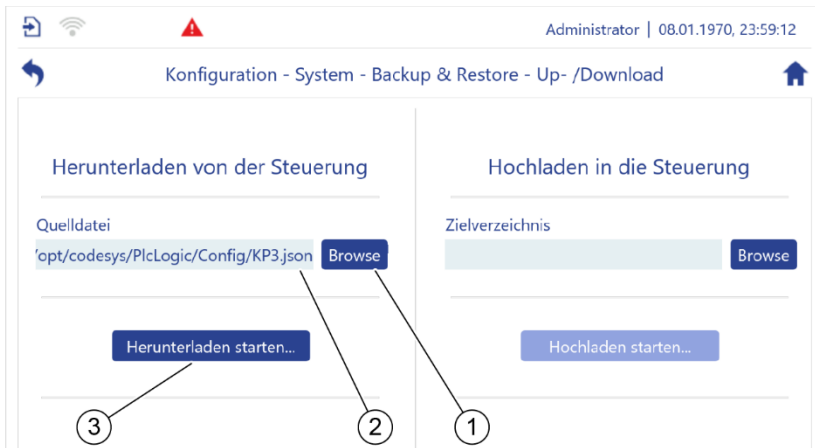 Administrator | 08.01.1970, 23:59:12
Konfiguration - System - Backup & Restore - Up- /Download
Herunterladen von der Steuerung
Hochladen in die Steuerung
Quelldatei
Zielverzeichnis
/opt/codesys/PlcLogic/Config/KP3.json
Browse
Browse
Herunterladen starten...
Hochladen starten...
3
2
1